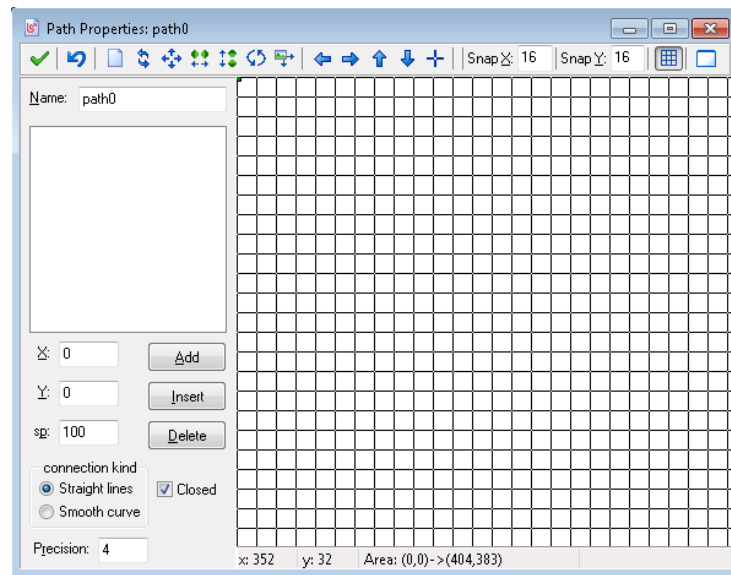 Path Properties: path0
Snap X: 16 Snap Y: 16
Name: path0
X: 0 Add
Y: 0 Insert
sp: 100 Delete
connection kind
Straight lines Closed
Smooth curve
Precision: 4
x: 352 y: 32 Area: (0,0)->(404,383)